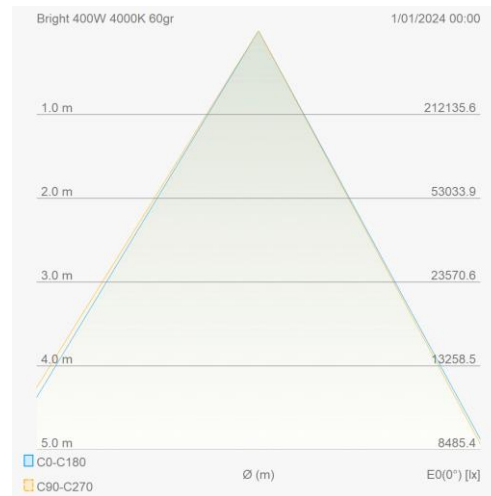 Bright 400W 4000K 60gr 1/01/2024 00:00
1.0 m 212135.6
2.0 m 53033.9
3.0 m 23570.6
4.0 m 13258.5
5.0 m 8485.4
C0-C180
Ø (m) E0(0°) [lx]
C90-C270